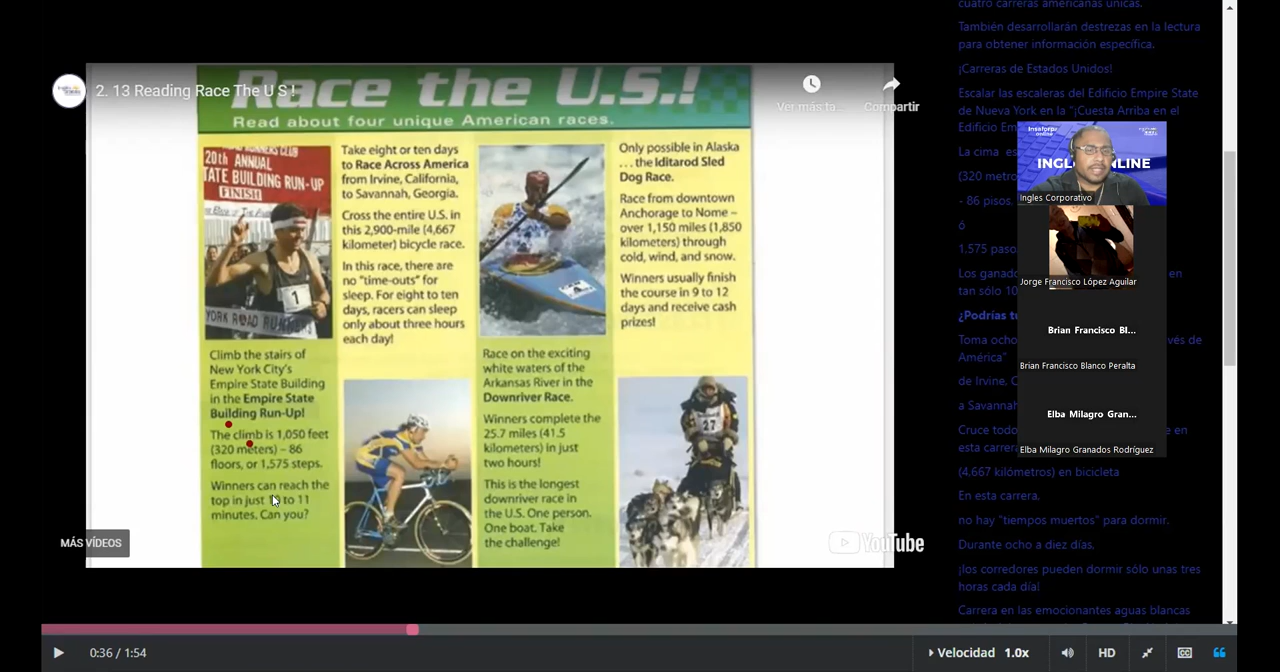 2. 13 Reading Race The U S !
Ver más ta...
Compartir
Race the U.S.!
Read about four unique American races.
20th ANNUAL
STATE BUILDING RUN-UP
FINISH
1
YORK ROAD RUNNERS
Climb the stairs of
New York City's
Empire State Building
in the Empire State
Building Run-Up!
The climb is 1,050 feet
(320 meters) – 86
floors, or 1,575 steps.
Winners can reach the
top in just to 11
minutes. Can you?
Take eight or ten days
to Race Across America
from Irvine, California,
to Savannah, Georgia.
Cross the entire U.S. in
this 2,900-mile (4,667
kilometer) bicycle race.
In this race, there are
no "time-outs" for
sleep. For eight to ten
days, racers can sleep
only about three hours
each day!
Race on the exciting
white waters of the
Arkansas River in the
Downriver Race.
Winners complete the
25.7 miles (41.5
kilometers) in just
two hours!
This is the longest
downriver race in
the U.S. One person.
One boat. Take
the challenge!
Only possible in Alaska
. . . the Iditarod Sled
Dog Race.
Race from downtown
Anchorage to Nome –
over 1,150 miles (1,850
kilometers) through
cold, wind, and snow.
Winners usually finish
the course in 9 to 12
days and receive cash
prizes!
27
MÁS VÍDEOS
YouTube
cuatro carreras americanas únicas.
También desarrollarán destrezas en la lectura
para obtener información específica.
¡Carreras de Estados Unidos!
Escalar las escaleras del Edificio Empire State
de Nueva York en la "¡Cuesta Arriba en el
Edificio Em
La cima es
(320 metro
- 86 pisos
ó
1,575 paso
Los ganado en
tan sólo 10
¿Podrías tú
Toma ocho vés de
América"
de Irvine, C
a Savannah
Cruce todo en
esta carrera
(4.667 kilómetros) en bicicleta
En esta carrera,
no hay "tiempos muertos" para dormir.
Durante ocho a diez días,
¡los corredores pueden dormir sólo unas tres
horas cada día!
Carrera en las emocionantes aguas blancas
Insaforp
online
INGL ONLINE
Ingles Corporativo
Jorge Francisco López Aguilar
Brian Francisco Bl...
Brian Francisco Blanco Peralta
Elba Milagro Gran...
Elba Milagro Granados Rodríguez
0:36 / 1:54
Velocidad 1.0x
HD